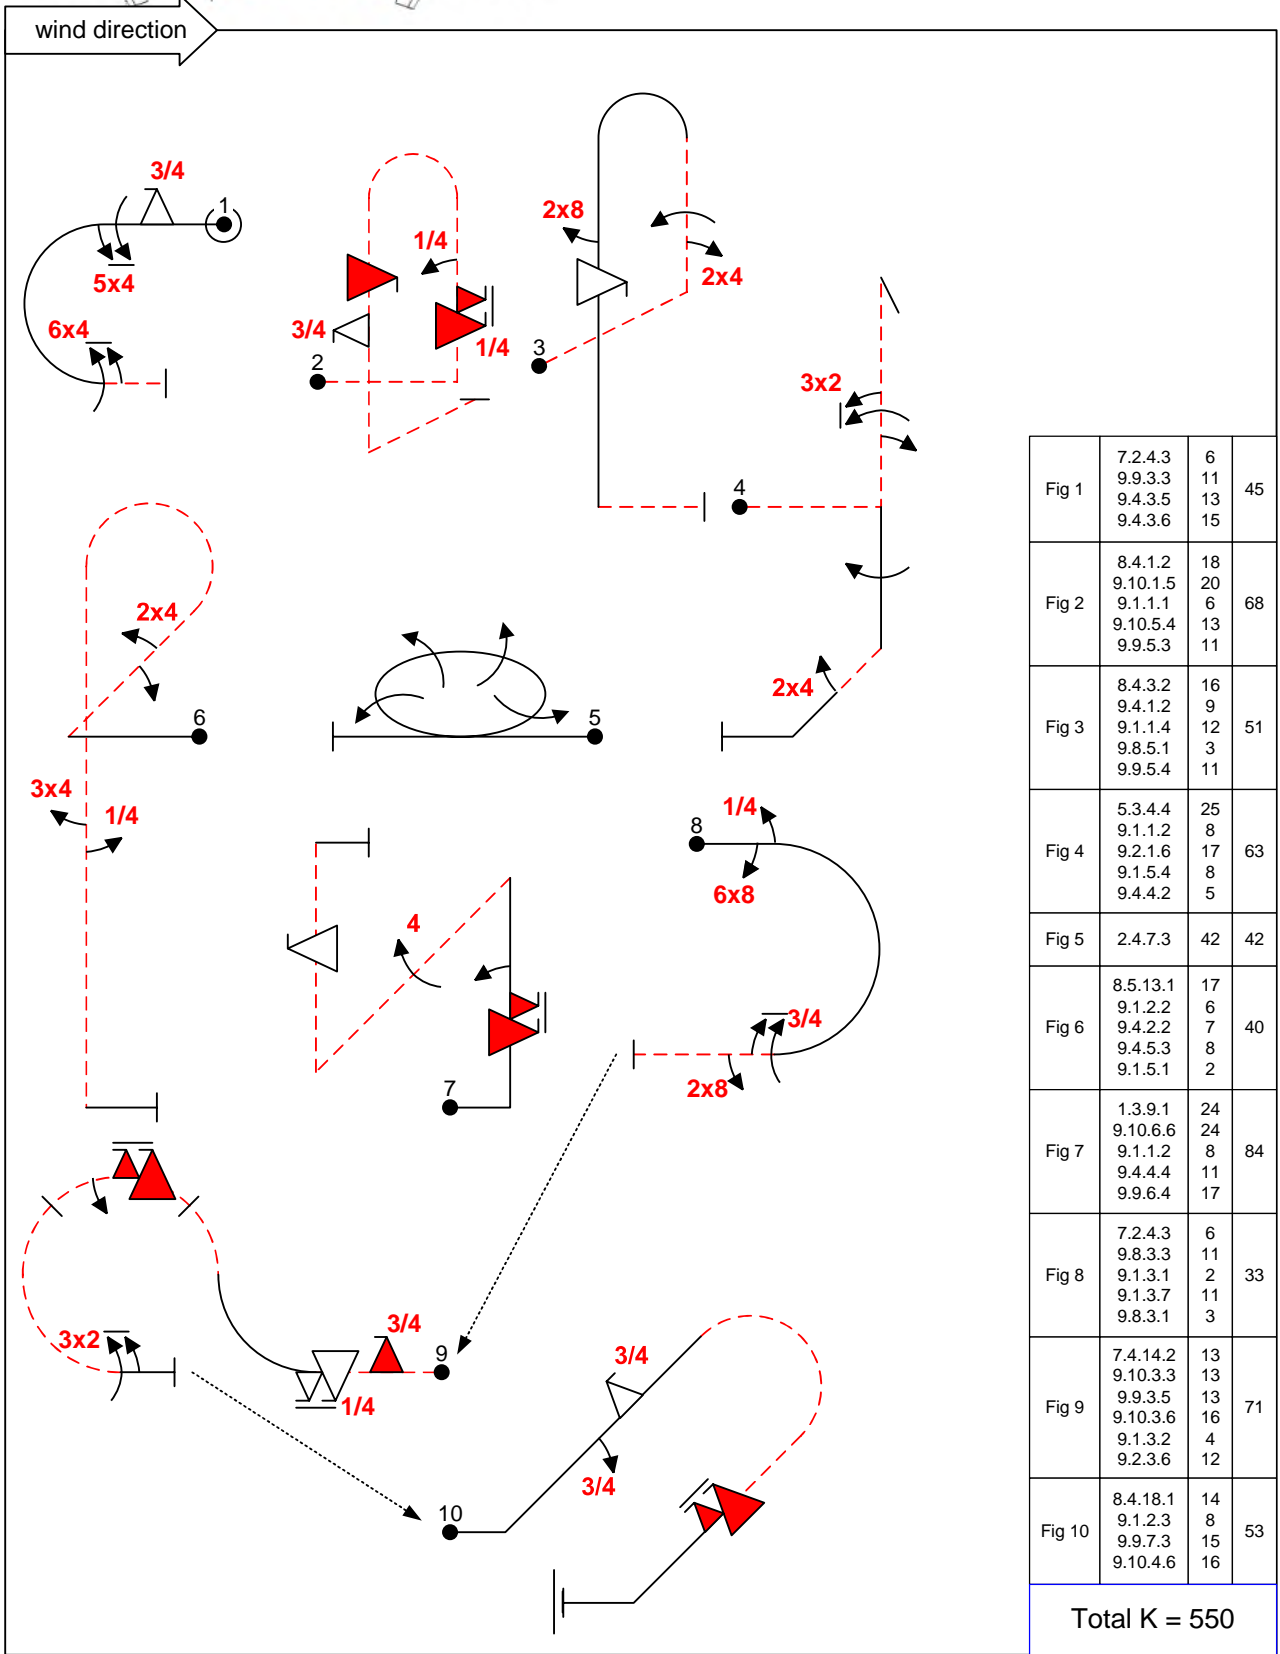 wind direction
3/4
1
5x4
6x4
1/4
3/4
2
1/4
2x8
2x4
3
3x2
4
2x4
2x4
6
5
3x4
1/4
1/4
8
6x8
4
3/4
7
2x8
3x2
3/4
9
1/4
3/4
3/4
10
Fig 1 7.2.4.3 6 45
9.9.3.3 11
9.4.3.5 13
9.4.3.6 15
Fig 2 8.4.1.2 18 68
9.10.1.5 20
9.1.1.1 6
9.10.5.4 13
9.9.5.3 11
Fig 3 8.4.3.2 16 51
9.4.1.2 9
9.1.1.4 12
9.8.5.1 3
9.9.5.4 11
Fig 4 5.3.4.4 25 63
9.1.1.2 8
9.2.1.6 17
9.1.5.4 8
9.4.4.2 5
Fig 5 2.4.7.3 42 42
Fig 6 8.5.13.1 17 40
9.1.2.2 6
9.4.2.2 7
9.4.5.3 8
9.1.5.1 2
Fig 7 1.3.9.1 24 84
9.10.6.6 24
9.1.1.2 8
9.4.4.4 11
9.9.6.4 17
Fig 8 7.2.4.3 6 33
9.8.3.3 11
9.1.3.1 2
9.1.3.7 11
9.8.3.1 3
Fig 9 7.4.14.2 13 71
9.10.3.3 13
9.9.3.5 13
9.10.3.6 16
9.1.3.2 4
9.2.3.6 12
Fig 10 8.4.18.1 14 53
9.1.2.3 8
9.9.7.3 15
9.10.4.6 16
Total K = 550